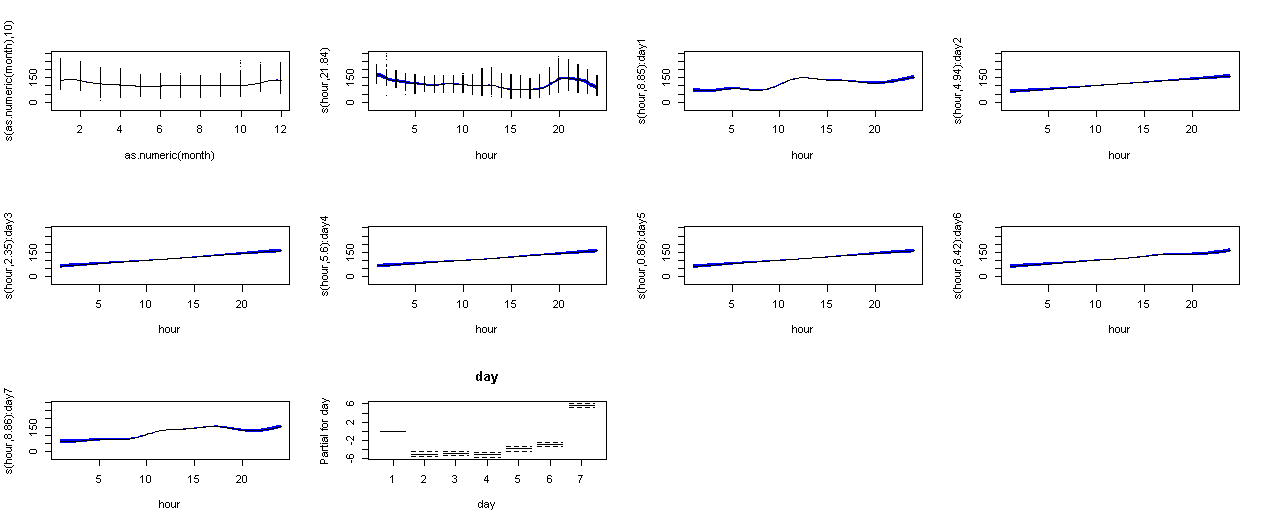 s(as.numeric(month),10)
0 150
2 4 6 8 10 12
as.numeric(month)
s(hour,21.84)
0 150
5 10 15 20
hour
s(hour,8.85):day1
0 150
5 10 15 20
hour
s(hour,4.94):day2
0 150
5 10 15 20
hour
s(hour,2.35):day3
0 150
5 10 15 20
hour
s(hour,5.6):day4
0 150
5 10 15 20
hour
s(hour,0.86):day5
0 150
5 10 15 20
hour
s(hour,8.42):day6
0 150
5 10 15 20
hour
s(hour,8.86):day7
0 150
5 10 15 20
hour
day
Partial for day
-6 -2 2 6
1 2 3 4 5 6 7
day